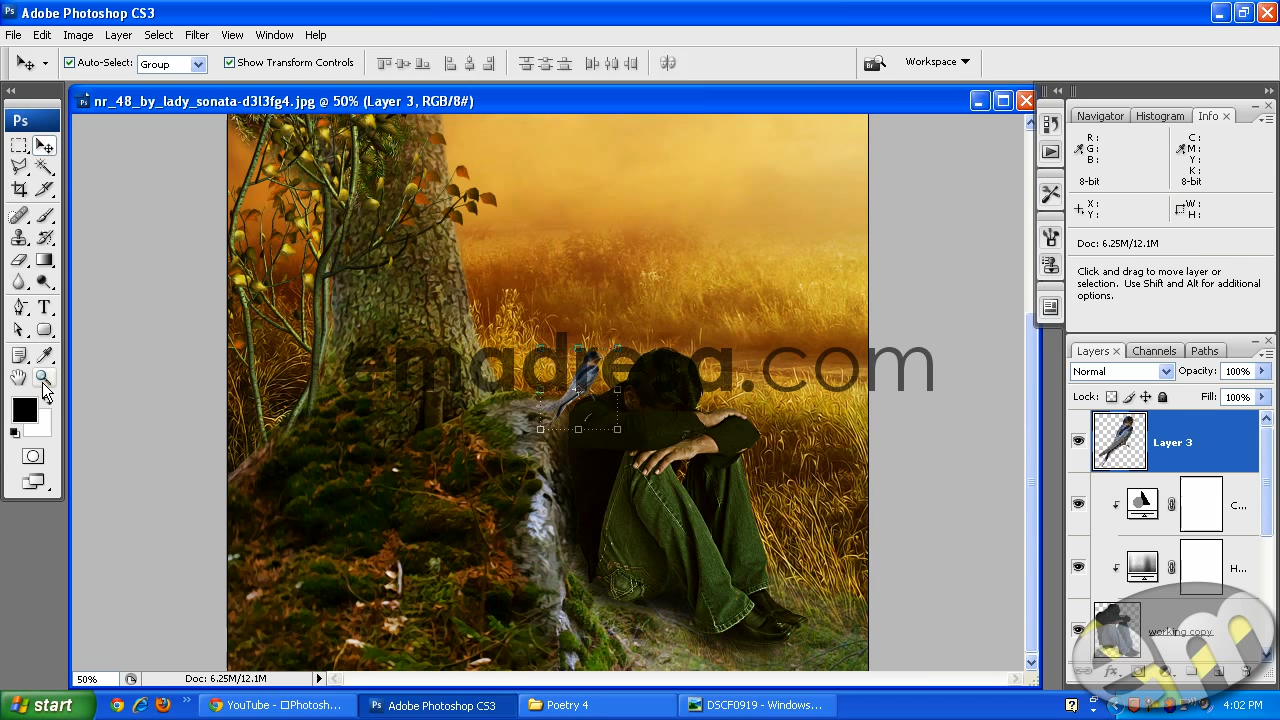 Adobe Photoshop CS3
File Edit Image Layer Select Filter View Window Help
Auto-Select: Group Show Transform Controls Workspace
nr_48_by_lady_sonata-d3l3fg4.jpg @ 50% (Layer 3, RGB/8#)
Ps
Navigator Histogram Info
R: C:
G: M:
B: Y:
K:
8-bit 8-bit
X: W:
Y: H:
Doc: 6.25M/12.1M
Click and drag to move layer or
selection. Use Shift and Alt for additional
options.
emadresa.com
Layers Channels Paths
Normal Opacity: 100%
Lock: Fill: 100%
Layer 3
C...
H...
working copy
50% Doc: 6.25M/12.1M
start YouTube - Photosh... Adobe Photoshop CS3 Poetry 4 DSCF0919 - Windows... 4:02 PM